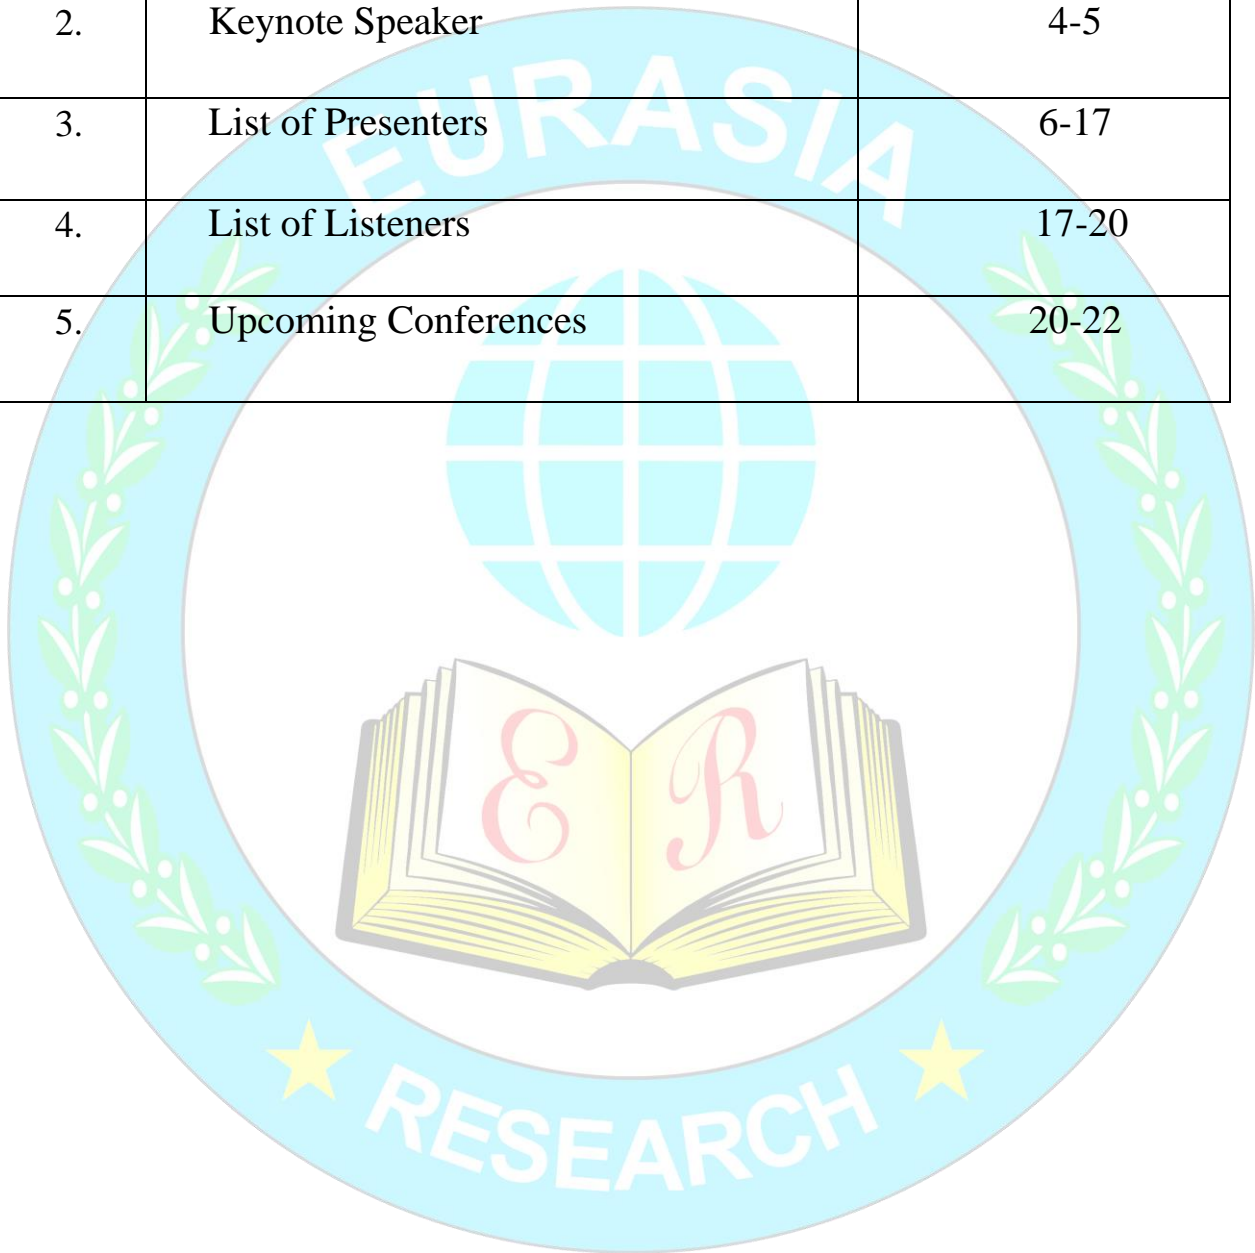 2. Keynote Speaker 4-5
3. List of Presenters 6-17
4. List of Listeners 17-20
5. Upcoming Conferences 20-22
EURASIA
E R
RESEARCH